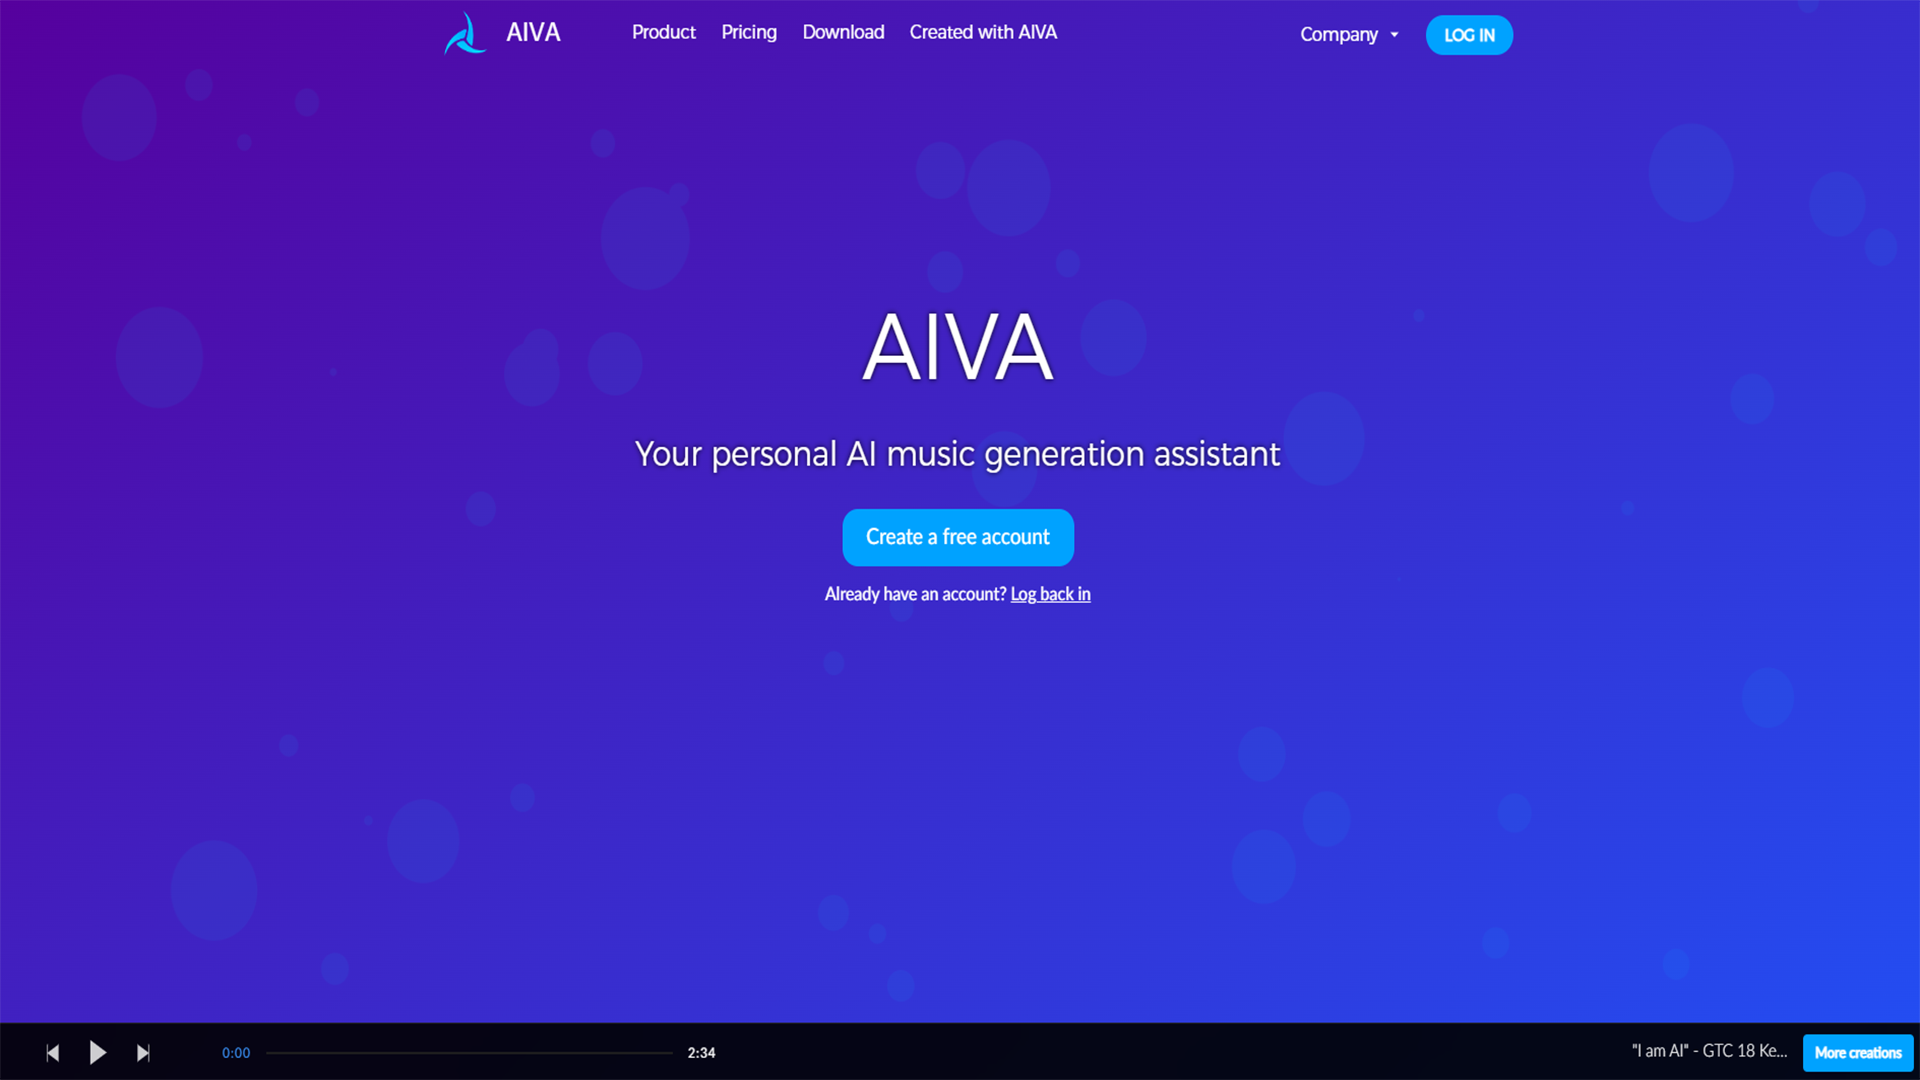 AIVA
Product Pricing Download Created with AIVA
Company LOG IN
AIVA
Your personal AI music generation assistant
Create a free account
Already have an account? Log back in
0:00 2:34
"I am AI" - GTC 18 Ke...
More creations